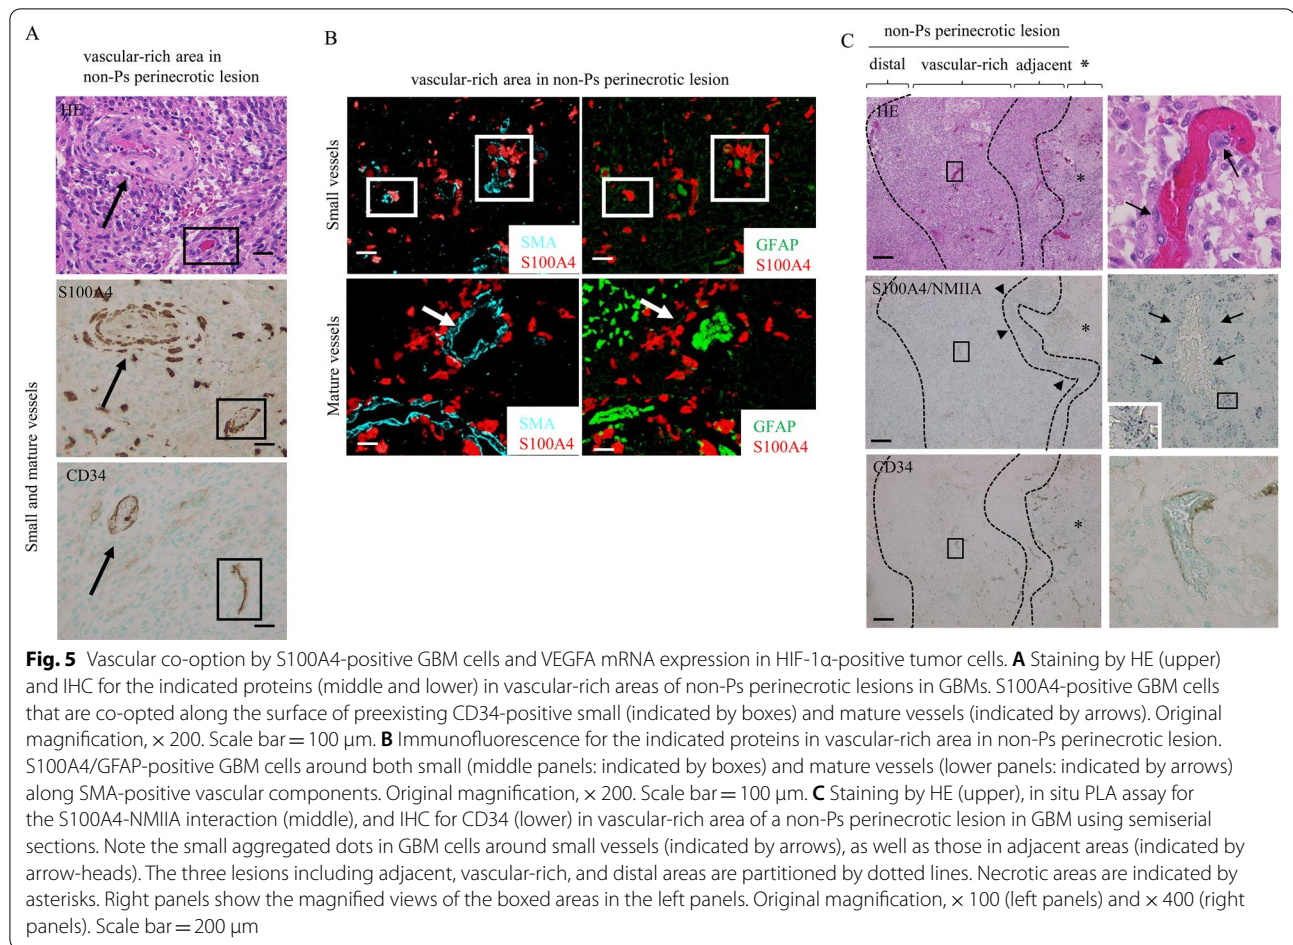 A
vascular-rich area in
non-Ps perinecrotic lesion
HE
S100A4
CD34
Small and mature vessels
B
vascular-rich area in non-Ps perinecrotic lesion
Small vessels
SMA
S100A4
GFAP
S100A4
Mature vessels
SMA
S100A4
GFAP
S100A4
C
non-Ps perinecrotic lesion
distal vascular-rich adjacent *
HE
*
S100A4/NMIIA
*
CD34
*
Fig. 5 Vascular co-option by S100A4-positive GBM cells and VEGFA mRNA expression in HIF-1α-positive tumor cells. A Staining by HE (upper)
and IHC for the indicated proteins (middle and lower) in vascular-rich areas of non-Ps perinecrotic lesions in GBMs. S100A4-positive GBM cells
that are co-opted along the surface of preexisting CD34-positive small (indicated by boxes) and mature vessels (indicated by arrows). Original
magnification, × 200. Scale bar = 100 μm. B Immunofluorescence for the indicated proteins in vascular-rich area in non-Ps perinecrotic lesion.
S100A4/GFAP-positive GBM cells around both small (middle panels: indicated by boxes) and mature vessels (lower panels: indicated by arrows)
along SMA-positive vascular components. Original magnification, × 200. Scale bar = 100 μm. C Staining by HE (upper), in situ PLA assay for
the S100A4-NMIIA interaction (middle), and IHC for CD34 (lower) in vascular-rich area of a non-Ps perinecrotic lesion in GBM using semiserial
sections. Note the small aggregated dots in GBM cells around small vessels (indicated by arrows), as well as those in adjacent areas (indicated by
arrow-heads). The three lesions including adjacent, vascular-rich, and distal areas are partitioned by dotted lines. Necrotic areas are indicated by
asterisks. Right panels show the magnified views of the boxed areas in the left panels. Original magnification, × 100 (left panels) and × 400 (right
panels). Scale bar = 200 μm